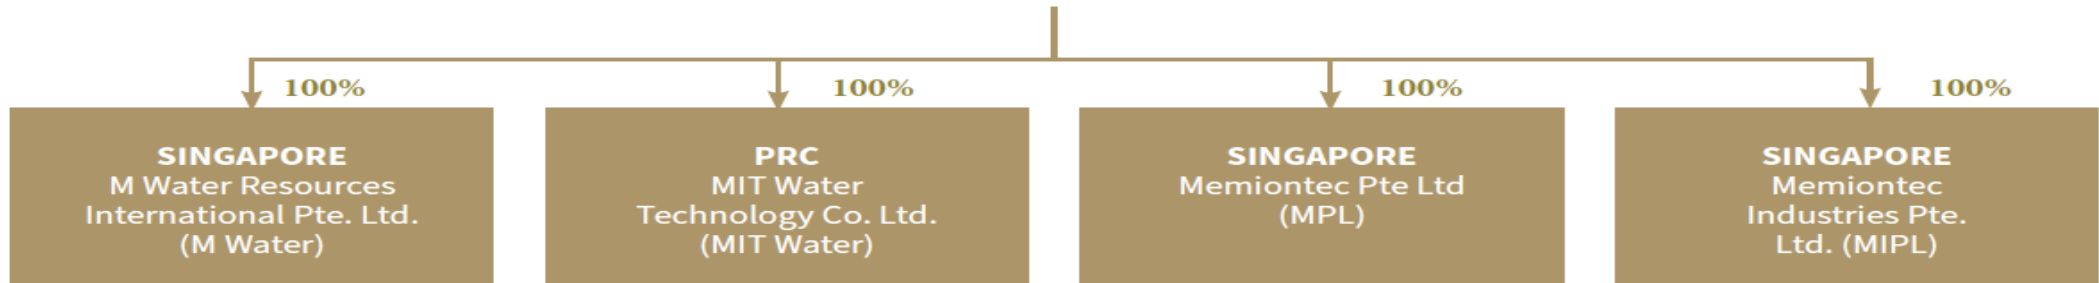 100%
100%
100%
100%
SINGAPORE
M Water Resources
International Pte. Ltd.
(M Water)
PRC
MIT Water
Technology Co. Ltd.
(MIT Water)
SINGAPORE
Memiontec Pte Ltd
(MPL)
SINGAPORE
Memiontec
Industries Pte.
Ltd. (MIPL)